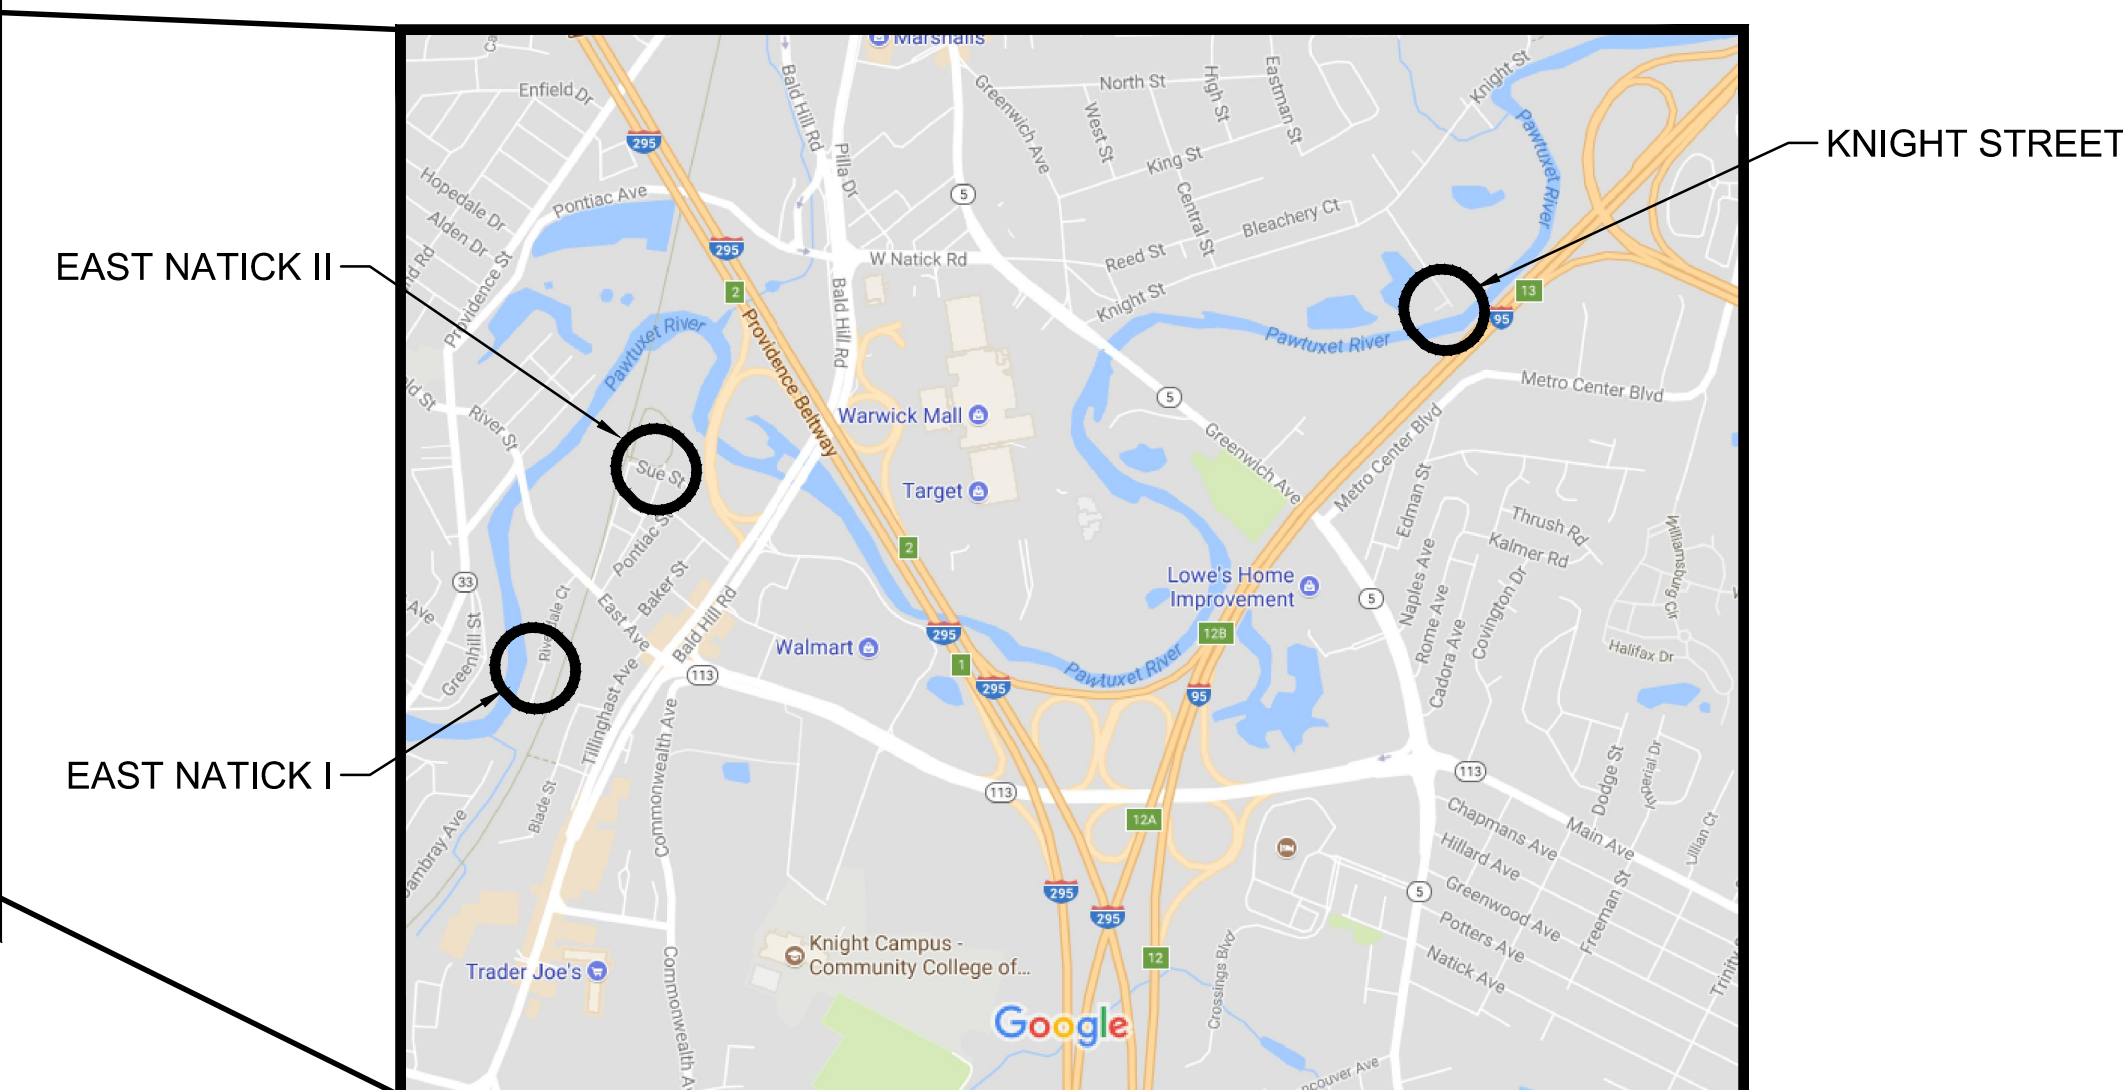 Marshalls
Enfield Dr
295
Bald Hill Rd
Pilla Dr
Greenwich Ave
North St
High St
Eastman St
West St
King St
Central St
Bleachery Ct
Reed St
Knight St
Knight St
Pawtuxet River
KNIGHT STREET
Hopedale Dr
Alden Dr
Pontiac Ave
Providence St
5
295
2
W Natick Rd
Bald Hill Rd
EAST NATICK II
Pawtuxet River
Providence Beltway
Pawtuxet River
13
95
Metro Center Blvd
Metro Center Blvd
River St
Warwick Mall
Target
5
Greenwich Ave
Sue St
Pontiac St
Baker St
East Ave
Bald Hill Rd
33
Ave
Greenhill St
2
Lowe's Home
Improvement
5
Edman St
Naples Ave
Rome Ave
Cadora Ave
Covington Dr
Thrush Rd
Kalmer Rd
Williamsburg Cir
Halifax Dr
Walmart
295
1
295
12B
95
Pawtuxet River
113
Tillinghast Ave
Commonwealth Ave
Blade St
EAST NATICK I
113
113
12A
Dodge St
Imperial Dr
Lillian Ct
Chapmans Ave
Main Ave
Hillard Ave
Greenwood Ave
Potters Ave
Natick Ave
Freeman St
5
295
295
12
Crossings Blvd
Knight Campus -
Community College of...
Trader Joe's
Commonwealth A
Google